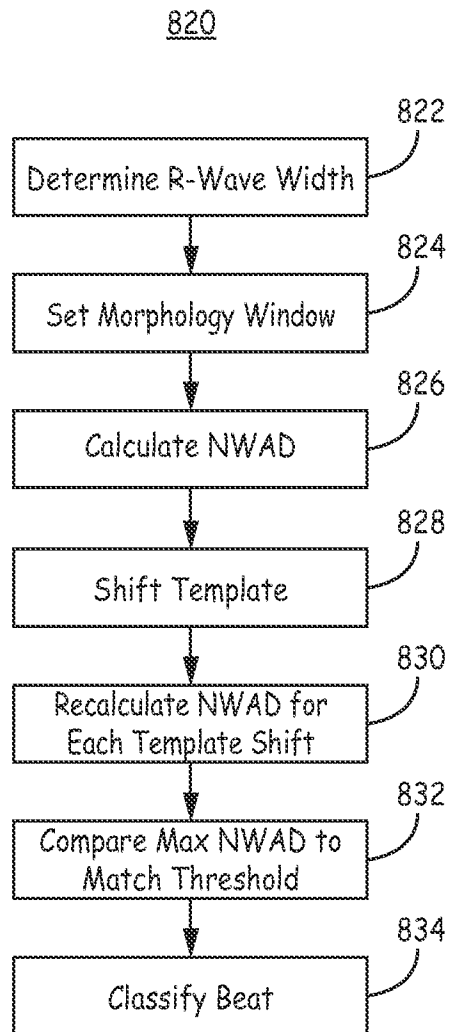 820
822
Determine R-Wave Width
824
Set Morphology Window
826
Calculate NWAD
828
Shift Template
830
Recalculate NWAD for
Each Template Shift
832
Compare Max NWAD to
Match Threshold
834
Classify Beat